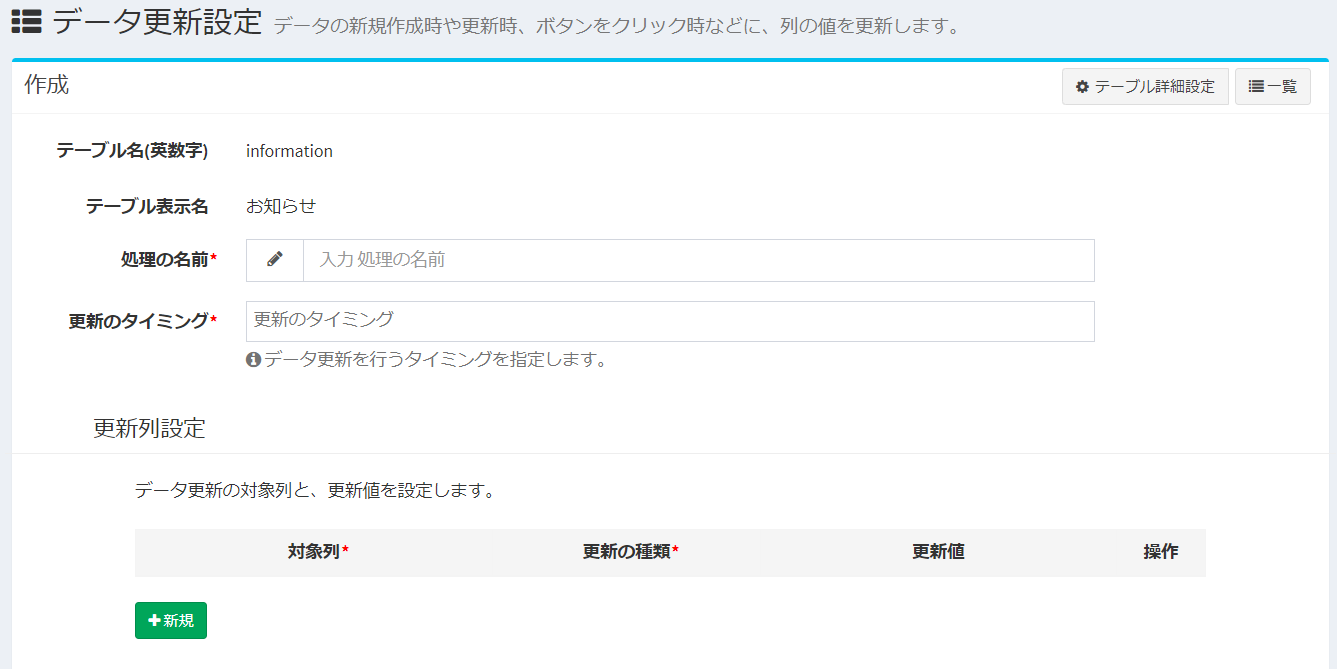 データ更新設定 データの新規作成時や更新時、ボタンをクリック時などに、列の値を更新します。
作成 テーブル詳細設定 一覧
テーブル名(英数字) information
テーブル表示名 お知らせ
処理の名前* 入力 処理の名前
更新のタイミング* 更新のタイミング
データ更新を行うタイミングを指定します。
更新列設定
データ更新の対象列と、更新値を設定します。
対象列* 更新の種類* 更新値 操作
新規